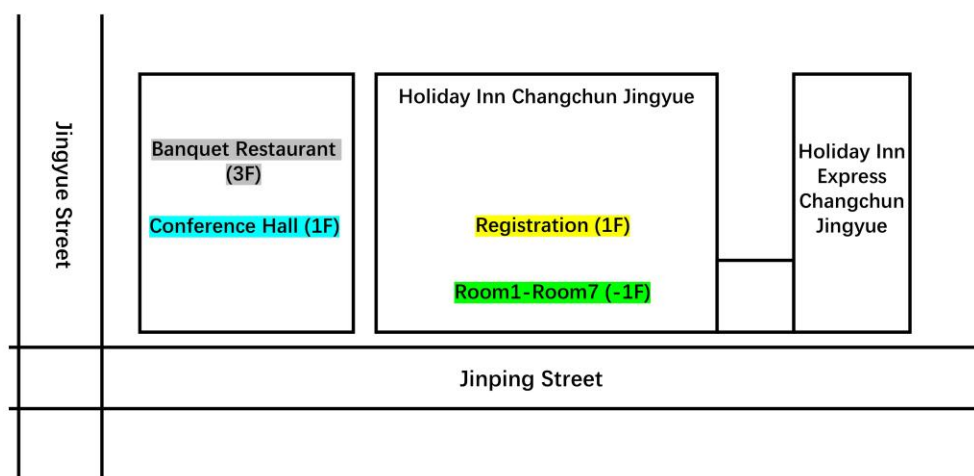 Jingyue Street
Banquet Restaurant
(3F)
Conference Hall (1F)
Holiday Inn Changchun Jingyue
Registration (1F)
Room1-Room7 (-1F)
Holiday Inn
Express
Changchun
Jingyue
Jinping Street